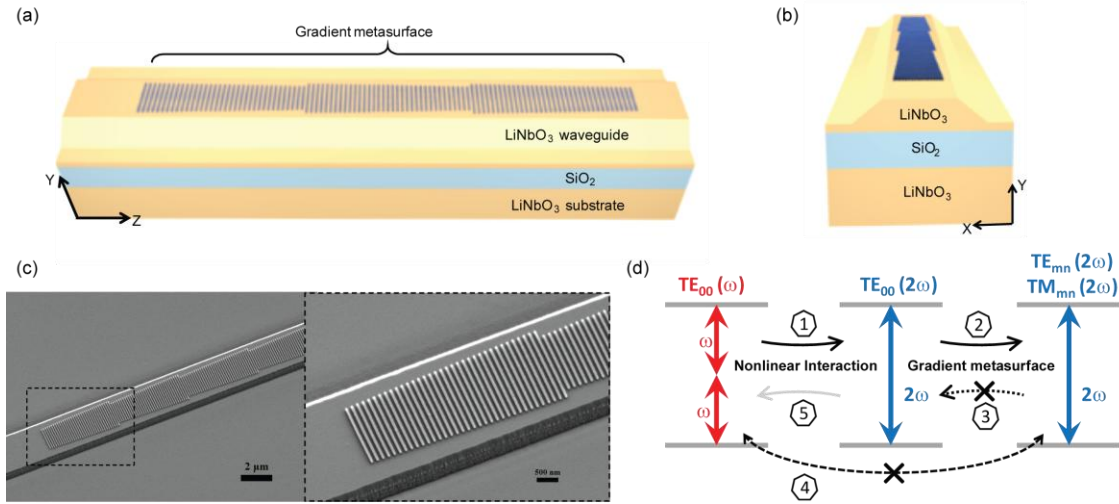 (a)
Gradient metasurface
LiNbO₃ waveguide
SiO₂
LiNbO₃ substrate
Y
Z
(b)
LiNbO₃
SiO₂
LiNbO₃
Y
X
(c)
2 µm
500 nm
(d)
TE₀₀ (ω) TE₀₀ (2ω) TEₘₙ (2ω)
TMₘₙ (2ω)
1 2
ω Nonlinear Interaction Gradient metasurface
ω 5 2ω 3 2ω
4